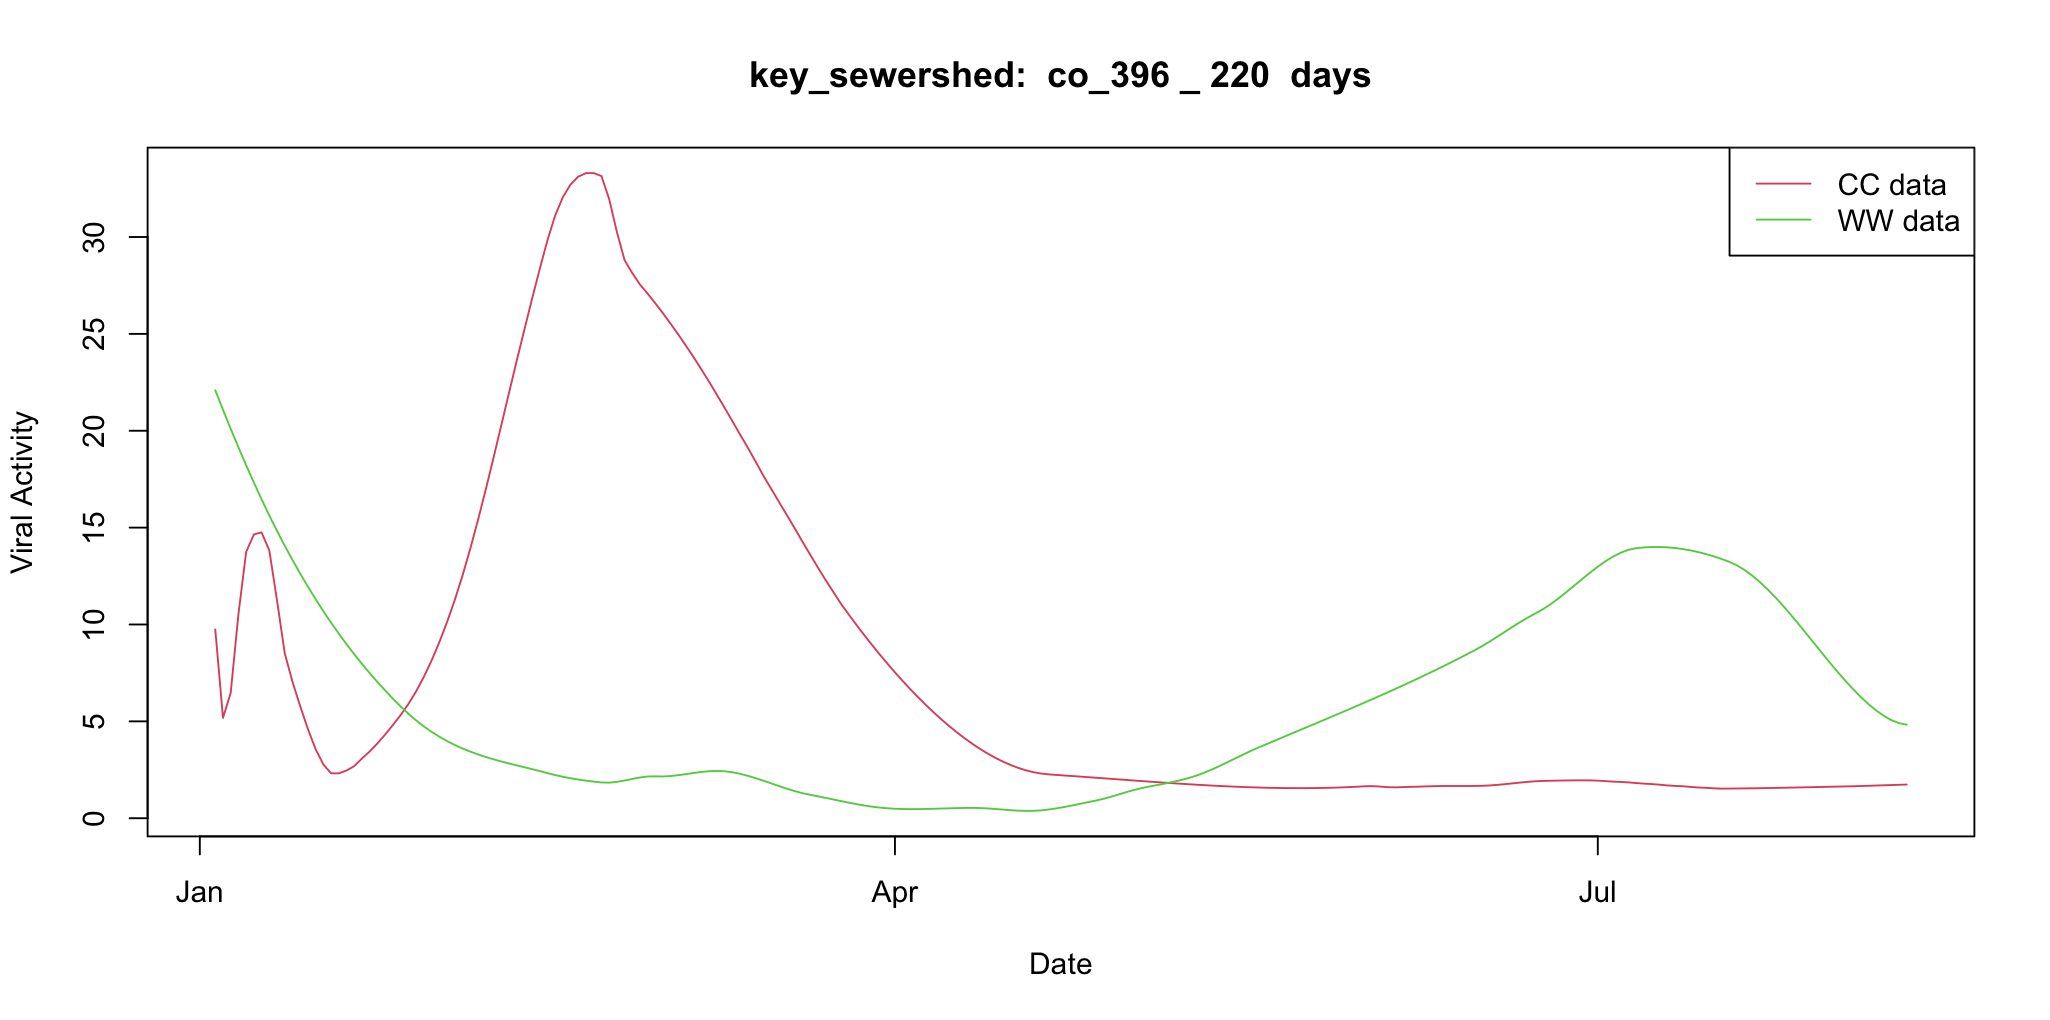 key_sewershed:  co_396 _ 220  days
CC data
WW data
Viral Activity
30
25
20
15
10
5
0
Jan
Apr
Jul
Date